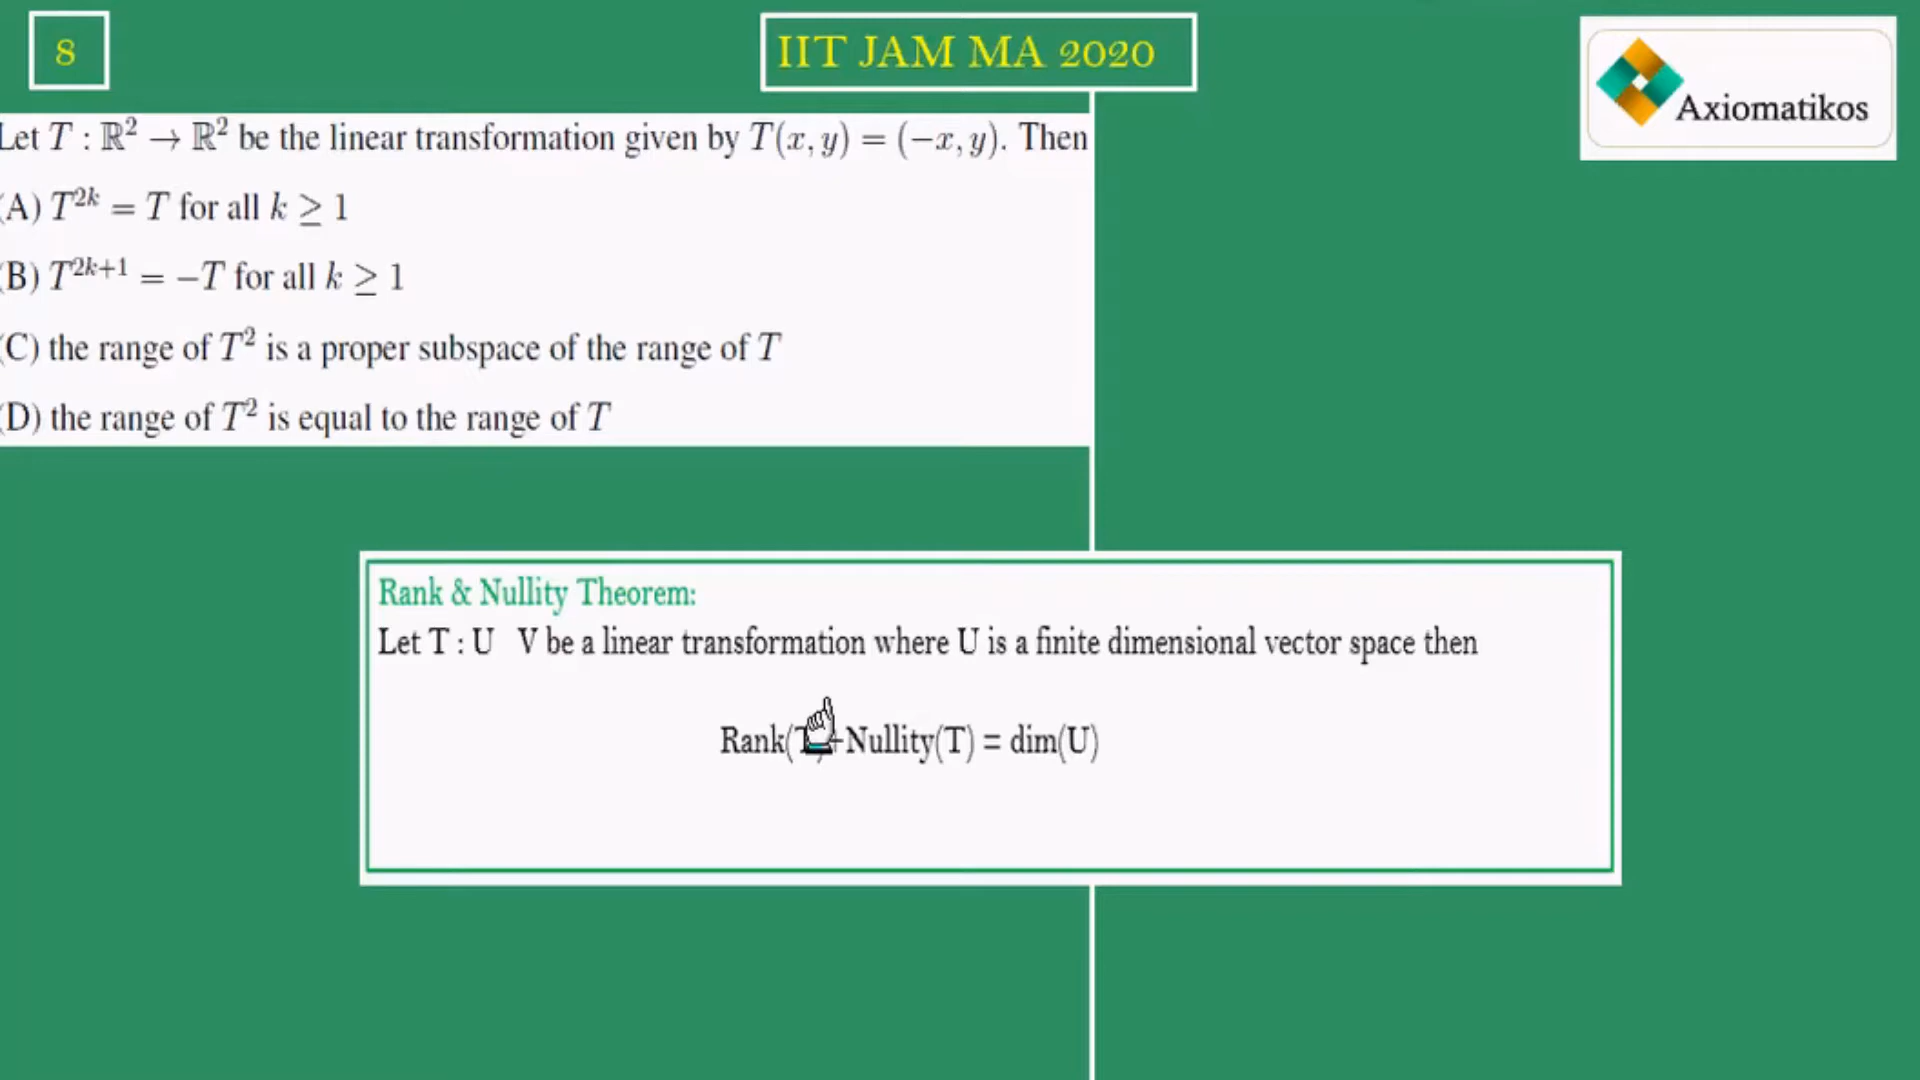 8
IIT JAM MA 2020
Axiomatikos
Let T : ℝ² → ℝ² be the linear transformation given by T(x, y) = (−x, y). Then
(A) T²ᵏ = T for all k ≥ 1
(B) T²ᵏ⁺¹ = −T for all k ≥ 1
(C) the range of T² is a proper subspace of the range of T
(D) the range of T² is equal to the range of T
Rank & Nullity Theorem:
Let T : U V be a linear transformation where U is a finite dimensional vector space then
Rank(T)+Nullity(T) = dim(U)